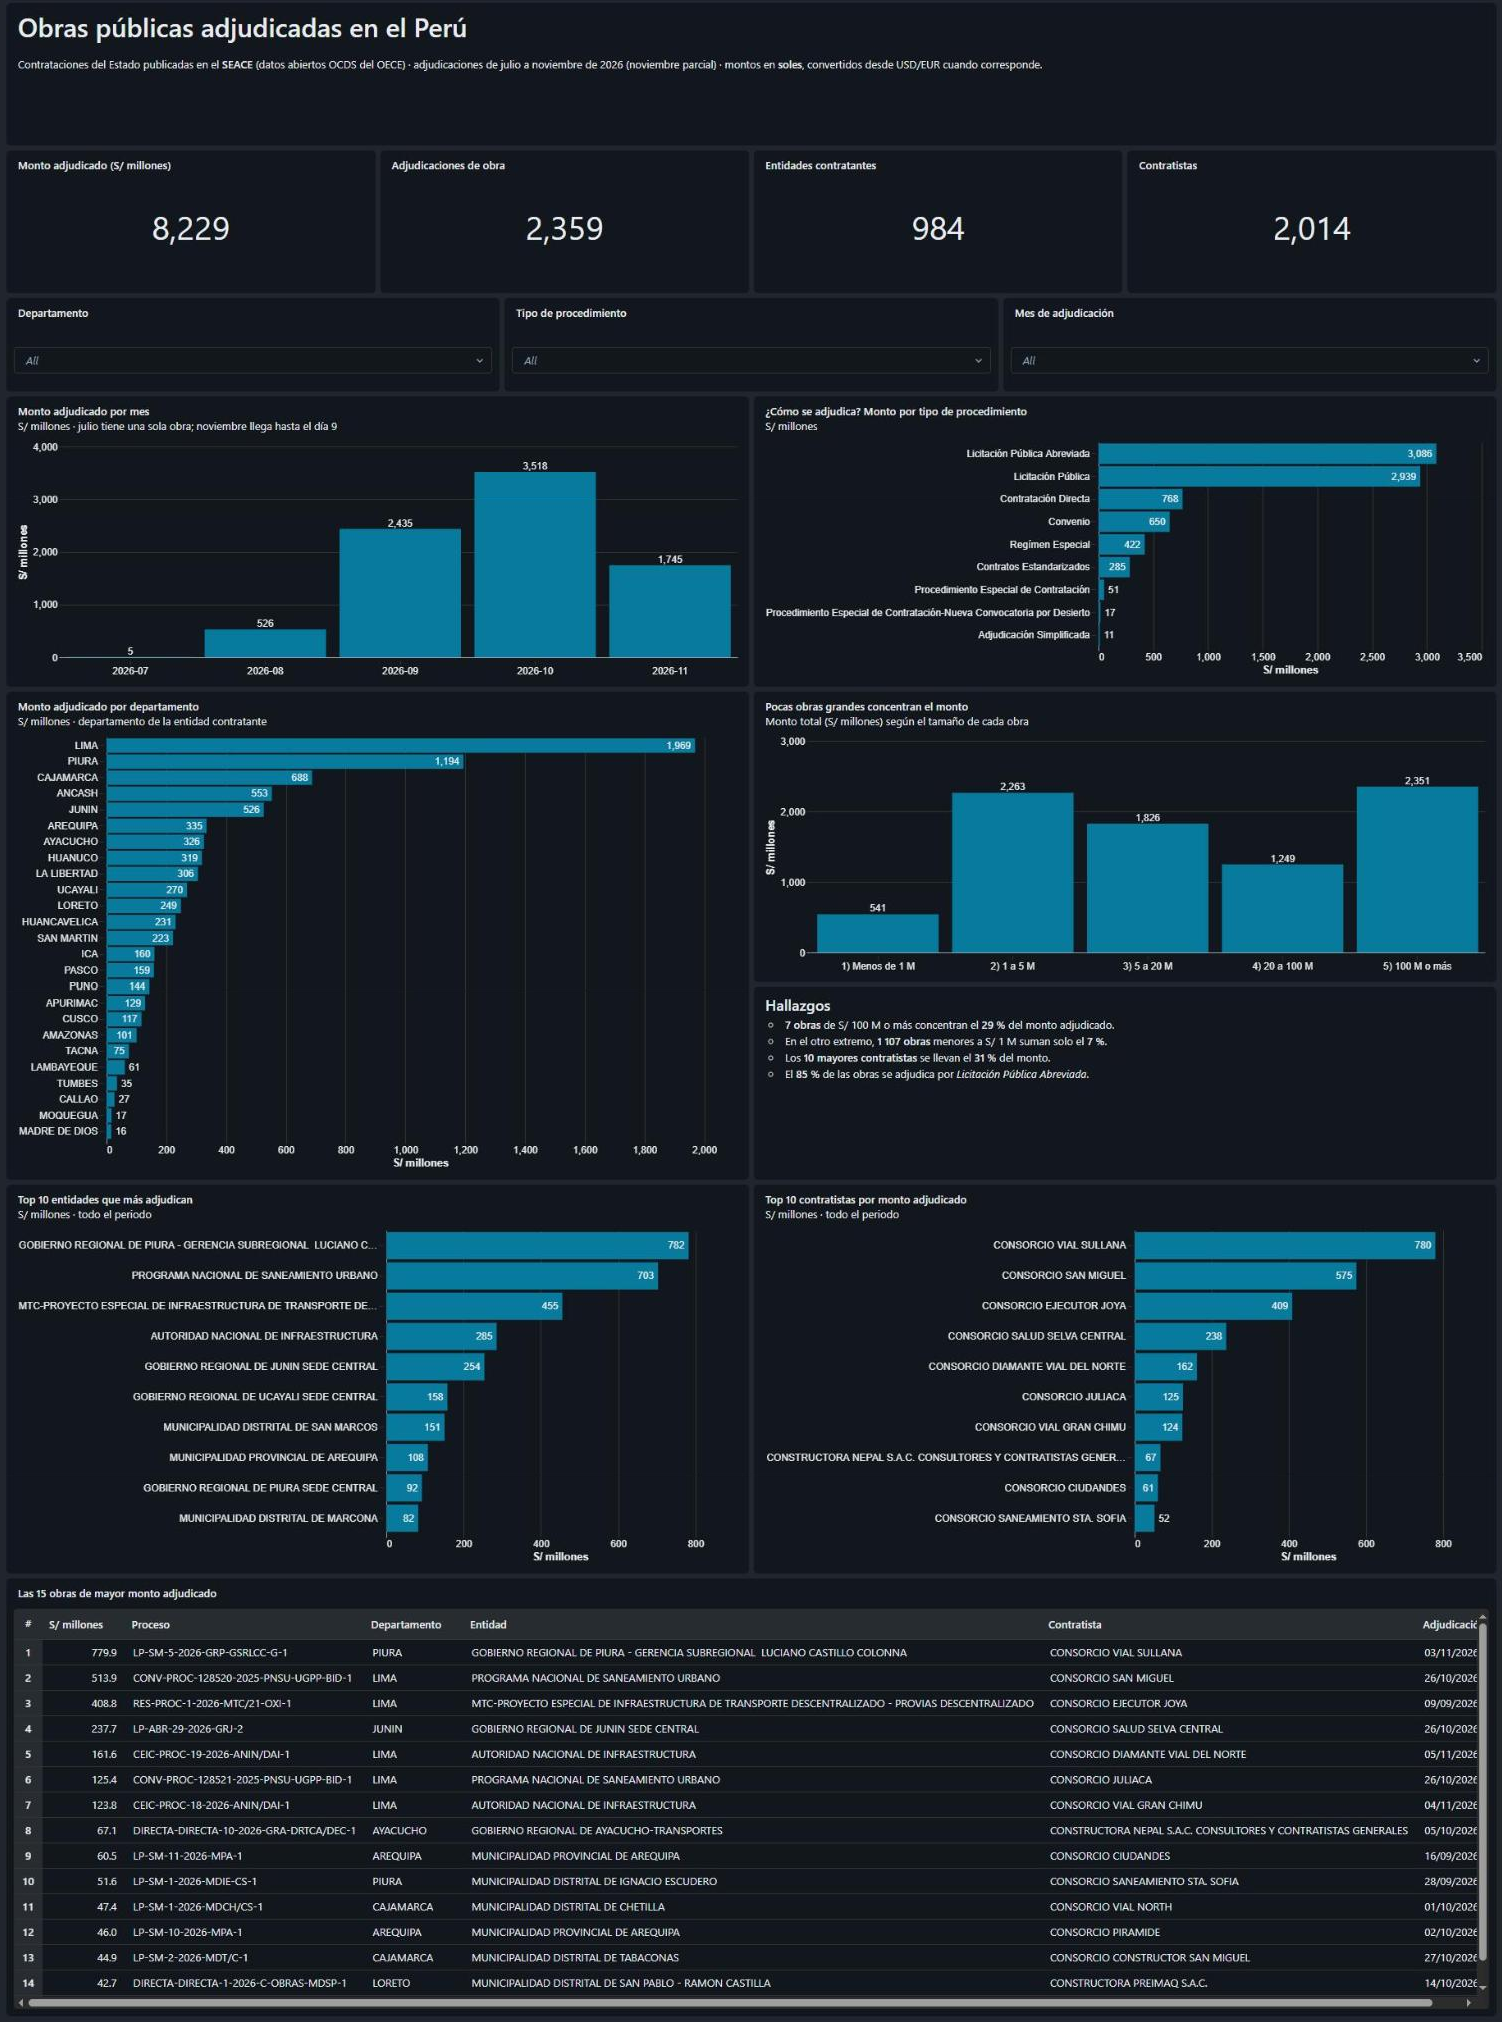 Obras públicas adjudicadas en el Perú
Contrataciones del Estado publicadas en el SEACE (datos abiertos OCDS del OECE) · adjudicaciones de julio a noviembre de 2026 (noviembre parcial) · montos en soles, convertidos desde USD/EUR cuando corresponde.
Monto adjudicado (S/ millones)
8,229
Adjudicaciones de obra
2,359
Entidades contratantes
984
Contratistas
2,014
Departamento
All
Tipo de procedimiento
All
Mes de adjudicación
All
Monto adjudicado por mes
S/ millones · julio tiene una sola obra; noviembre llega hasta el día 9
S/ millones
4,000
3,000
2,000
1,000
0
5
526
2,435
3,518
1,745
2026-07 2026-08 2026-09 2026-10 2026-11
¿Cómo se adjudica? Monto por tipo de procedimiento
S/ millones
Licitación Pública Abreviada 3,086
Licitación Pública 2,939
Contratación Directa 768
Convenio 650
Regímen Especial 422
Contratos Estandarizados 285
Procedimiento Especial de Contratación 51
Procedimiento Especial de Contratación-Nueva Convocatoria por Desierto 17
Adjudicación Simplificada 11
0 500 1,000 1,500 2,000 2,500 3,000 3,500
S/ millones
Monto adjudicado por departamento
S/ millones · departamento de la entidad contratante
LIMA 1,969
PIURA 1,194
CAJAMARCA 688
ANCASH 553
JUNIN 526
AREQUIPA 335
AYACUCHO 326
HUANUCO 319
LA LIBERTAD 306
UCAYALI 270
LORETO 249
HUANCAVELICA 231
SAN MARTIN 223
ICA 160
PASCO 159
PUNO 144
APURIMAC 129
CUSCO 117
AMAZONAS 101
TACNA 75
LAMBAYEQUE 61
TUMBES 35
CALLAO 27
MOQUEGUA 17
MADRE DE DIOS 16
0 200 400 600 800 1,000 1,200 1,400 1,600 1,800 2,000
S/ millones
Pocas obras grandes concentran el monto
Monto total (S/ millones) según el tamaño de cada obra
S/ millones
3,000
2,000
1,000
0
541
2,263
1,826
1,249
2,351
1) Menos de 1 M 2) 1 a 5 M 3) 5 a 20 M 4) 20 a 100 M 5) 100 M o más
Hallazgos
7 obras de S/ 100 M o más concentran el 29 % del monto adjudicado.
En el otro extremo, 1 107 obras menores a S/ 1 M suman solo el 7 %.
Los 10 mayores contratistas se llevan el 31 % del monto.
El 85 % de las obras se adjudica por Licitación Pública Abreviada.
Top 10 entidades que más adjudican
S/ millones · todo el periodo
GOBIERNO REGIONAL DE PIURA - GERENCIA SUBREGIONAL LUCIANO C... 782
PROGRAMA NACIONAL DE SANEAMIENTO URBANO 703
MTC-PROYECTO ESPECIAL DE INFRAESTRUCTURA DE TRANSPORTE DE... 455
AUTORIDAD NACIONAL DE INFRAESTRUCTURA 285
GOBIERNO REGIONAL DE JUNIN SEDE CENTRAL 254
GOBIERNO REGIONAL DE UCAYALI SEDE CENTRAL 158
MUNICIPALIDAD DISTRITAL DE SAN MARCOS 151
MUNICIPALIDAD PROVINCIAL DE AREQUIPA 108
GOBIERNO REGIONAL DE PIURA SEDE CENTRAL 92
MUNICIPALIDAD DISTRITAL DE MARCONA 82
0 200 400 600 800
S/ millones
Top 10 contratistas por monto adjudicado
S/ millones · todo el periodo
CONSORCIO VIAL SULLANA 780
CONSORCIO SAN MIGUEL 575
CONSORCIO EJECUTOR JOYA 409
CONSORCIO SALUD SELVA CENTRAL 238
CONSORCIO DIAMANTE VIAL DEL NORTE 162
CONSORCIO JULIACA 125
CONSORCIO VIAL GRAN CHIMU 124
CONSTRUCTORA NEPAL S.A.C. CONSULTORES Y CONTRATISTAS GENER... 67
CONSORCIO CIUDANDES 61
CONSORCIO SANEAMIENTO STA. SOFIA 52
0 200 400 600 800
S/ millones
Las 15 obras de mayor monto adjudicado
# S/ millones Proceso Departamento Entidad Contratista Adjudicació
1 779.9 LP-SM-5-2026-GRP-GSRLCC-G-1 PIURA GOBIERNO REGIONAL DE PIURA - GERENCIA SUBREGIONAL LUCIANO CASTILLO COLONNA CONSORCIO VIAL SULLANA 03/11/2026
2 513.9 CONV-PROC-128520-2025-PNSU-UGPP-BID-1 LIMA PROGRAMA NACIONAL DE SANEAMIENTO URBANO CONSORCIO SAN MIGUEL 26/10/2026
3 408.8 RES-PROC-1-2026-MTC/21-OXI-1 LIMA MTC-PROYECTO ESPECIAL DE INFRAESTRUCTURA DE TRANSPORTE DESCENTRALIZADO - PROVIAS DESCENTRALIZADO CONSORCIO EJECUTOR JOYA 09/09/2026
4 237.7 LP-ABR-29-2026-GRJ-2 JUNIN GOBIERNO REGIONAL DE JUNIN SEDE CENTRAL CONSORCIO SALUD SELVA CENTRAL 26/10/2026
5 161.6 CEIC-PROC-19-2026-ANIN/DAI-1 LIMA AUTORIDAD NACIONAL DE INFRAESTRUCTURA CONSORCIO DIAMANTE VIAL DEL NORTE 05/11/2026
6 125.4 CONV-PROC-128521-2025-PNSU-UGPP-BID-1 LIMA PROGRAMA NACIONAL DE SANEAMIENTO URBANO CONSORCIO JULIACA 26/10/2026
7 123.8 CEIC-PROC-18-2026-ANIN/DAI-1 LIMA AUTORIDAD NACIONAL DE INFRAESTRUCTURA CONSORCIO VIAL GRAN CHIMU 04/11/2026
8 67.1 DIRECTA-DIRECTA-10-2026-GRA-DRTCA/DEC-1 AYACUCHO GOBIERNO REGIONAL DE AYACUCHO-TRANSPORTES CONSTRUCTORA NEPAL S.A.C. CONSULTORES Y CONTRATISTAS GENERALES 05/10/2026
9 60.5 LP-SM-11-2026-MPA-1 AREQUIPA MUNICIPALIDAD PROVINCIAL DE AREQUIPA CONSORCIO CIUDANDES 16/09/2026
10 51.6 LP-SM-1-2026-MDIE-CS-1 PIURA MUNICIPALIDAD DISTRITAL DE IGNACIO ESCUDERO CONSORCIO SANEAMIENTO STA. SOFIA 28/09/2026
11 47.4 LP-SM-1-2026-MDCH/CS-1 CAJAMARCA MUNICIPALIDAD DISTRITAL DE CHETILLA CONSORCIO VIAL NORTH 01/10/2026
12 46.0 LP-SM-10-2026-MPA-1 AREQUIPA MUNICIPALIDAD PROVINCIAL DE AREQUIPA CONSORCIO PIRAMIDE 02/10/2026
13 44.9 LP-SM-2-2026-MDT/C-1 CAJAMARCA MUNICIPALIDAD DISTRITAL DE TABACONAS CONSORCIO CONSTRUCTOR SAN MIGUEL 27/10/2026
14 42.7 DIRECTA-DIRECTA-1-2026-C-OBRAS-MDSP-1 LORETO MUNICIPALIDAD DISTRITAL DE SAN PABLO - RAMON CASTILLA CONSTRUCTORA PREIMAQ S.A.C. 14/10/2026